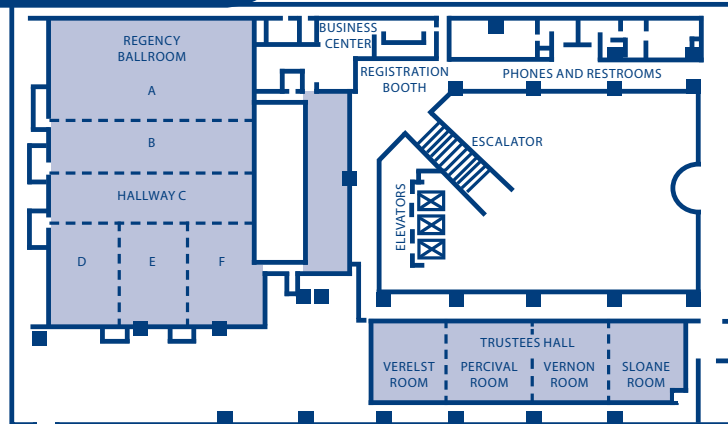 REGENCY
BALLROOM
A
B
HALLWAY C
D
E
F
BUSINESS
CENTER
REGISTRATION
BOOTH
PHONES AND RESTROOMS
ESCALATOR
ELEVATORS
TRUSTEES HALL
VERELST
ROOM
PERCIVAL
ROOM
VERNON
ROOM
SLOANE
ROOM